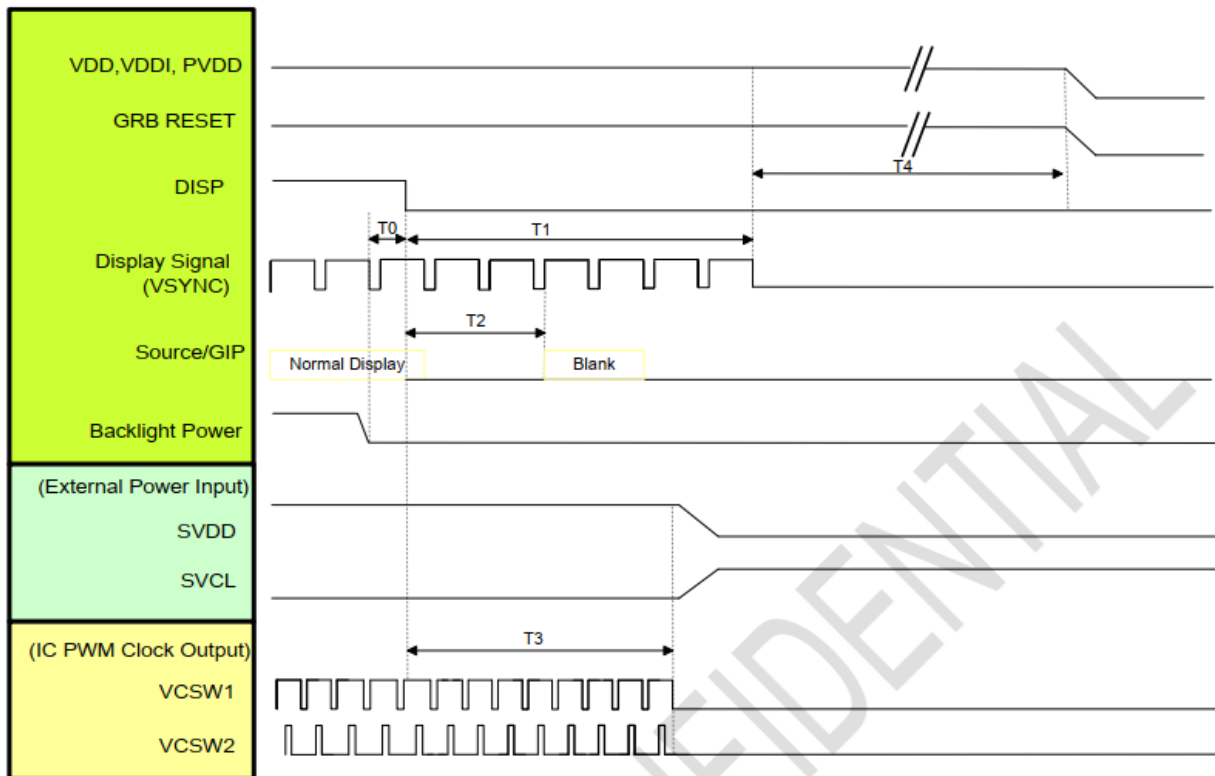 VDD,VDDI, PVDD
GRB RESET
T4
DISP
T0
T1
Display Signal
(VSYNC)
T2
Source/GIP
Normal Display
Blank
Backlight Power
(External Power Input)
SVDD
SVCL
T3
(IC PWM Clock Output)
VCSW1
VCSW2
FIDENTIAL